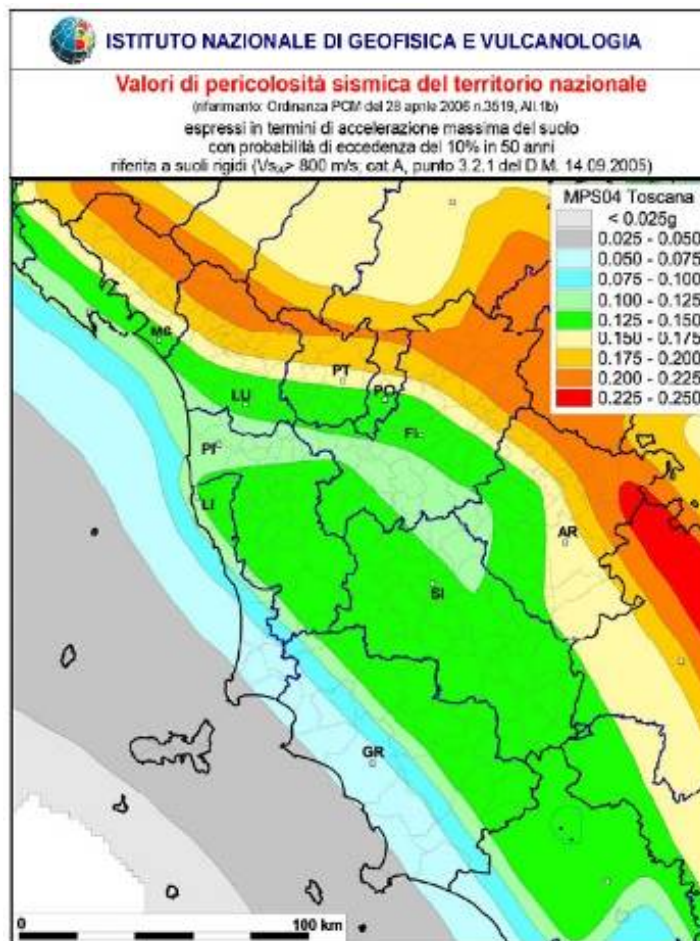 ISTITUTO NAZIONALE DI GEOFISICA E VULCANOLOGIA
Valori di pericolosità sismica del territorio nazionale
(riferimento: Ordinanza PCM del 28 aprile 2006 n.3519, All.1b)
espressi in termini di accelerazione massima del suolo
con probabilità di eccedenza del 10% in 50 anni
riferita a suoli rigidi (Vs₃₀> 800 m/s; cat.A, punto 3.2.1 del D.M. 14.09.2005)
MPS04 Toscana
< 0.025g
0.025 - 0.050
0.050 - 0.075
0.075 - 0.100
0.100 - 0.125
0.125 - 0.150
0.150 - 0.175
0.175 - 0.200
0.200 - 0.225
0.225 - 0.250
PT
LU
PO
FI
PI
LI
AR
SI
GR
0
100 km